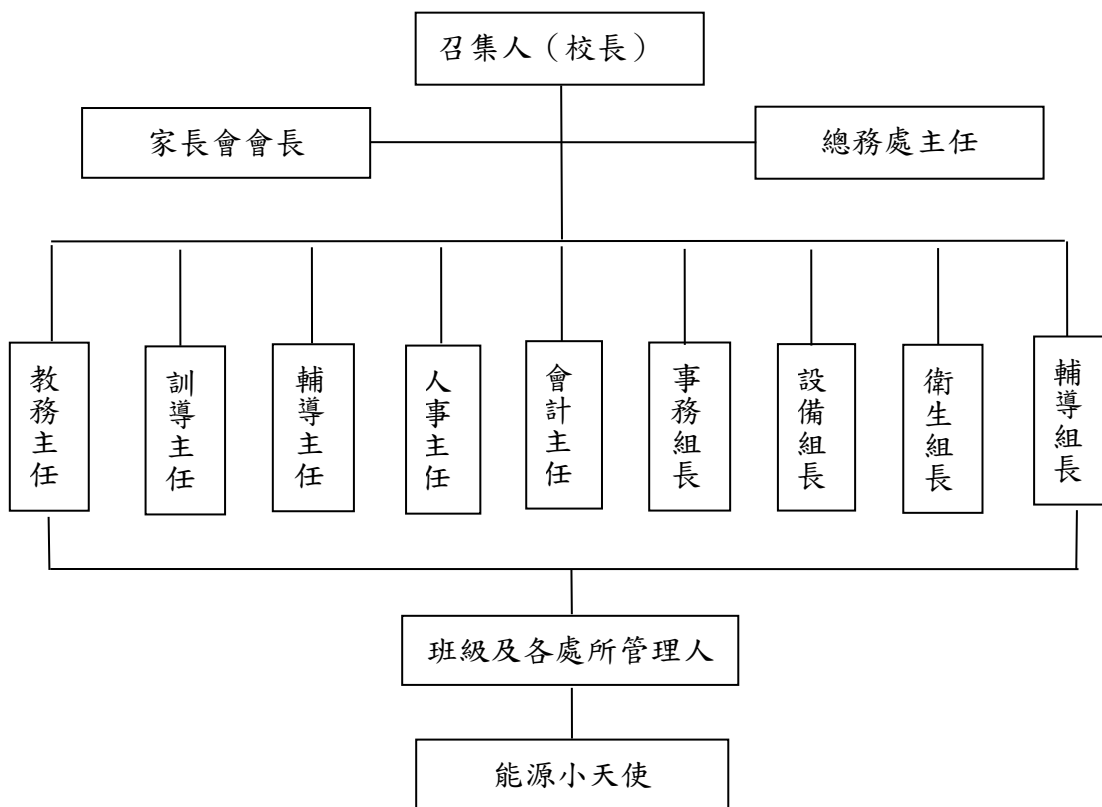 召集人（校長）
家長會會長
總務處主任
教務主任
訓導主任
輔導主任
人事主任
會計主任
事務組長
設備組長
衛生組長
輔導組長
班級及各處所管理人
能源小天使